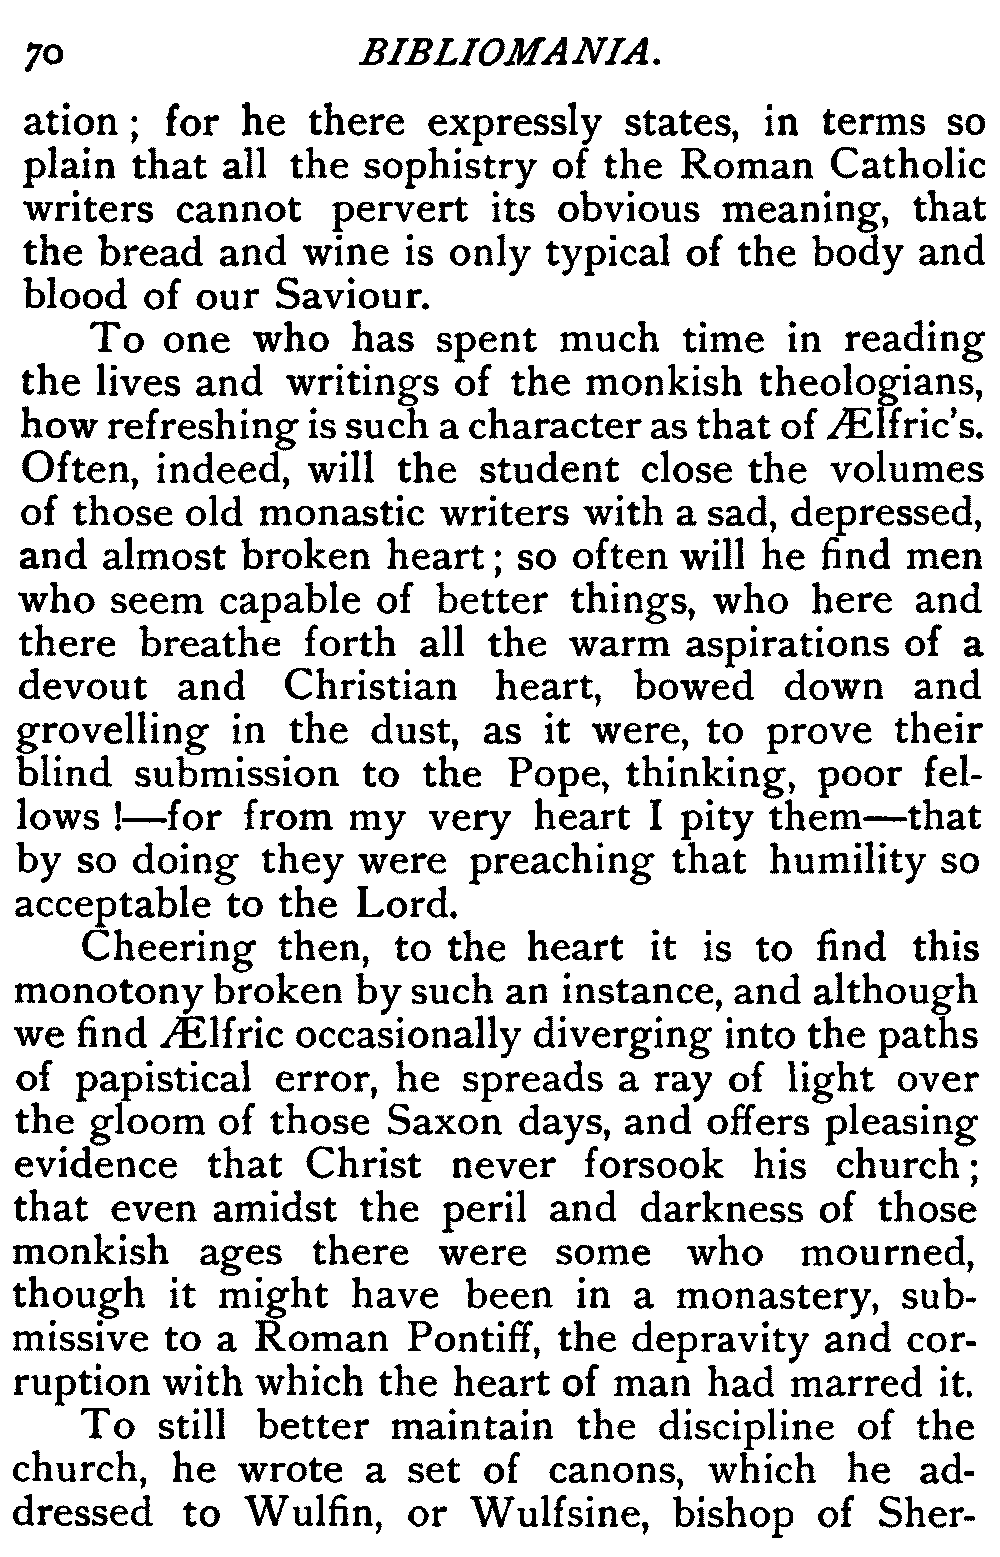 70 BIBLIOMANIA.
ation ; for he there expressly states, in terms so
plain that all the sophistry of the Roman Catholic
writers cannot pervert its obvious meaning, that
the bread and wine is only typical of the body and
blood of our Saviour.
To one who has spent much time in reading
the lives and writings of the monkish theologians,
how refreshing is such a character as that of Ælfric's.
Often, indeed, will the student close the volumes
of those old monastic writers with a sad, depressed,
and almost broken heart ; so often will he find men
who seem capable of better things, who here and
there breathe forth all the warm aspirations of a
devout and Christian heart, bowed down and
grovelling in the dust, as it were, to prove their
blind submission to the Pope, thinking, poor fel-
lows !—for from my very heart I pity them—that
by so doing they were preaching that humility so
acceptable to the Lord.
Cheering then, to the heart it is to find this
monotony broken by such an instance, and although
we find Ælfric occasionally diverging into the paths
of papistical error, he spreads a ray of light over
the gloom of those Saxon days, and offers pleasing
evidence that Christ never forsook his church ;
that even amidst the peril and darkness of those
monkish ages there were some who mourned,
though it might have been in a monastery, sub-
missive to a Roman Pontiff, the depravity and cor-
ruption with which the heart of man had marred it.
To still better maintain the discipline of the
church, he wrote a set of canons, which he ad-
dressed to Wulfin, or Wulfsine, bishop of Sher-